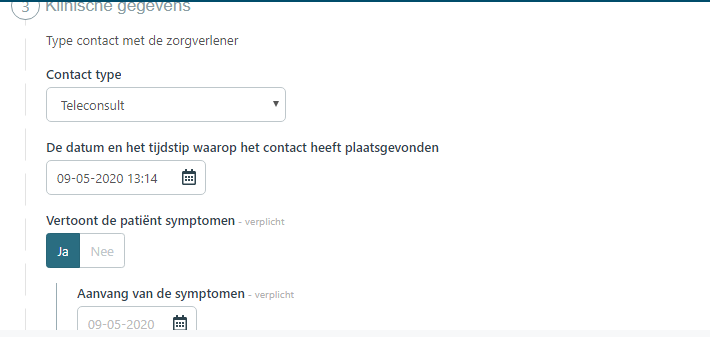 3 Klinische gegevens
Type contact met de zorgverlener
Contact type
Teleconsult
De datum en het tijdstip waarop het contact heeft plaatsgevonden
09-05-2020 13:14
Vertoont de patiënt symptomen - verplicht
Ja Nee
Aanvang van de symptomen - verplicht
09-05-2020